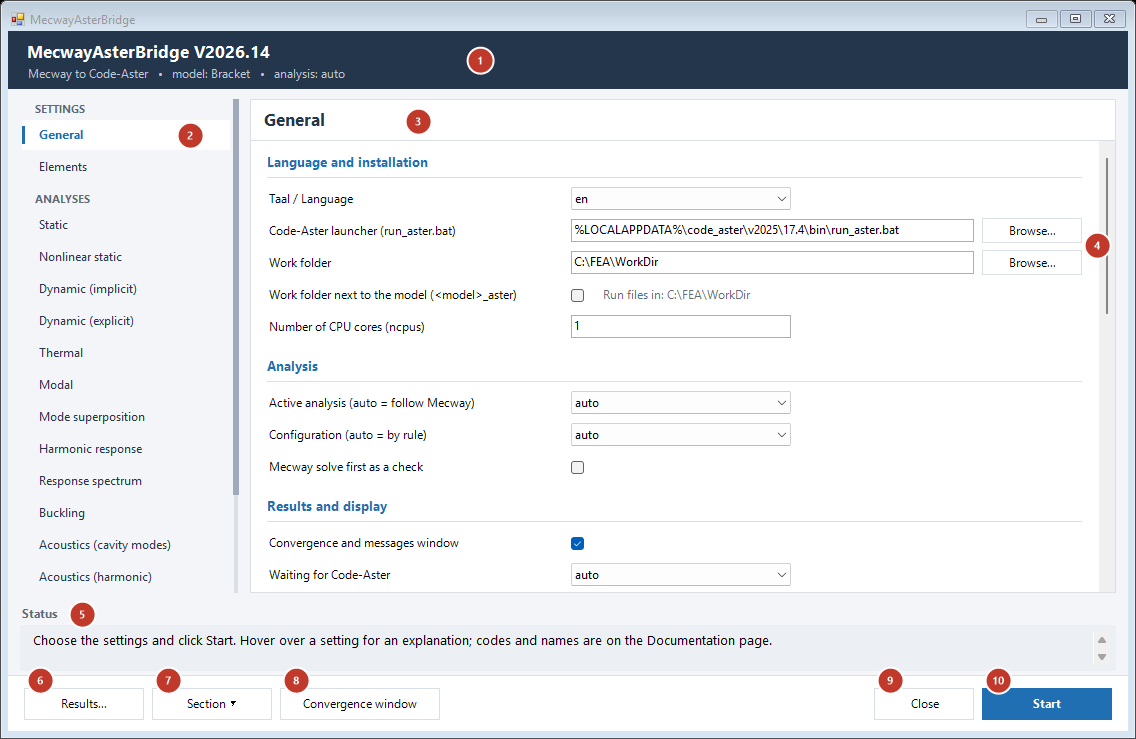 MecwayAsterBridge
MecwayAsterBridge V2026.14
Mecway to Code-Aster • model: Bracket • analysis: auto
1
SETTINGS
General
2
Elements
ANALYSES
Static
Nonlinear static
Dynamic (implicit)
Dynamic (explicit)
Thermal
Modal
Mode superposition
Harmonic response
Response spectrum
Buckling
Acoustics (cavity modes)
Acoustics (harmonic)
General
3
Language and installation
Taal / Language en
Code-Aster launcher (run_aster.bat) %LOCALAPPDATA%\code_aster\v2025\17.4\bin\run_aster.bat Browse...
4
Work folder C:\FEA\WorkDir Browse...
Work folder next to the model (<model>_aster) Run files in: C:\FEA\WorkDir
Number of CPU cores (ncpus) 1
Analysis
Active analysis (auto = follow Mecway) auto
Configuration (auto = by rule) auto
Mecway solve first as a check
Results and display
Convergence and messages window
Waiting for Code-Aster auto
Status 5
Choose the settings and click Start. Hover over a setting for an explanation; codes and names are on the Documentation page.
6 7 8 9 10
Results... Section Convergence window Close Start